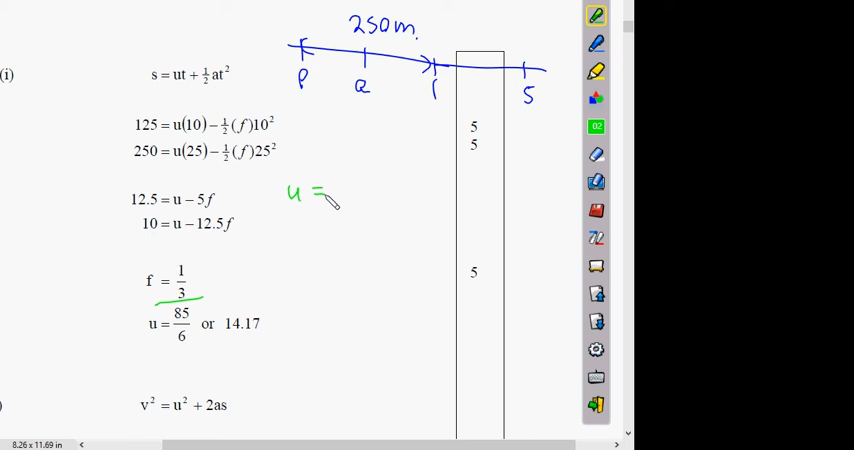 250m.
P Q r S
(i) s = ut + ½at²
125 = u(10) − ½(f)10² 5
250 = u(25) − ½(f)25² 5
12.5 = u − 5f u =
10 = u − 12.5f
f = 1/3 5
u = 85/6 or 14.17
) v² = u² + 2as
02
8.26 x 11.69 in